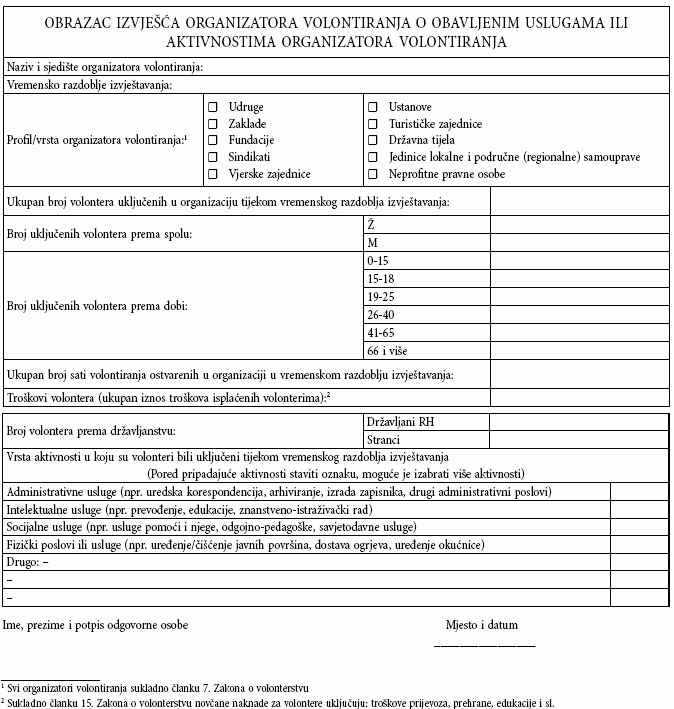 OBRAZAC IZVJEŠĆA ORGANIZATORA VOLONTIRANJA O OBAVLJENIM USLUGAMA ILI
AKTIVNOSTIMA ORGANIZATORA VOLONTIRANJA
Naziv i sjedište organizatora volontiranja:
Vremensko razdoblje izvještavanja:
Profil/vrsta organizatora volontiranja:¹
☐ Udruge
☐ Zaklade
☐ Fundacije
☐ Sindikati
☐ Vjerske zajednice
☐ Ustanove
☐ Turističke zajednice
☐ Državna tijela
☐ Jedinice lokalne i područne (regionalne) samouprave
☐ Neprofitne pravne osobe
Ukupan broj volontera uključenih u organizaciju tijekom vremenskog razdoblja izvještavanja:
Broj uključenih volontera prema spolu:
Ž
M
Broj uključenih volontera prema dobi:
0-15
15-18
19-25
26-40
41-65
66 i više
Ukupan broj sati volontiranja ostvarenih u organizaciji u vremenskom razdoblju izvještavanja:
Troškovi volontera (ukupan iznos troškova isplaćenih volonterima):²
Broj volontera prema državljanstvu:
Državljani RH
Stranci
Vrsta aktivnosti u koju su volonteri bili uključeni tijekom vremenskog razdoblja izvještavanja
(Pored pripadajuće aktivnosti staviti oznaku, moguće je izabrati više aktivnosti)
Administrativne usluge (npr. uredska korespondencija, arhiviranje, izrada zapisnika, drugi administrativni poslovi)
Intelektualne usluge (npr. prevođenje, edukacije, znanstveno-istraživački rad)
Socijalne usluge (npr. usluge pomoći i njege, odgojno-pedagoške, savjetodavne usluge)
Fizički poslovi ili usluge (npr. uređenje/čišćenje javnih površina, dostava ogrjeva, uređenje okućnice)
Drugo: –
–
–
Ime, prezime i potpis odgovorne osobe
Mjesto i datum
¹ Svi organizatori volontiranja sukladno članku 7. Zakona o volonterstvu
² Sukladno članku 15. Zakona o volonterstvu novčane naknade za volontere uključuju: troškove prijevoza, prehrane, edukacije i sl.